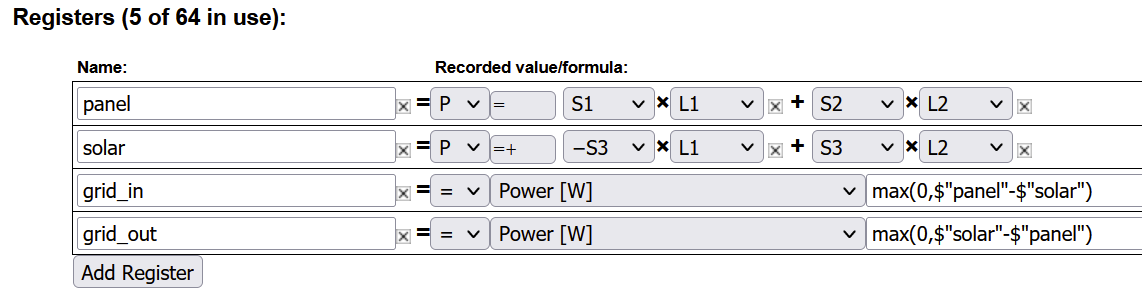 Registers (5 of 64 in use):
Name: Recorded value/formula:
panel = P = S1 × L1 + S2 × L2
solar = P =+ −S3 × L1 + S3 × L2
grid_in = = Power [W] max(0,$"panel"-$"solar")
grid_out = = Power [W] max(0,$"solar"-$"panel")
Add Register